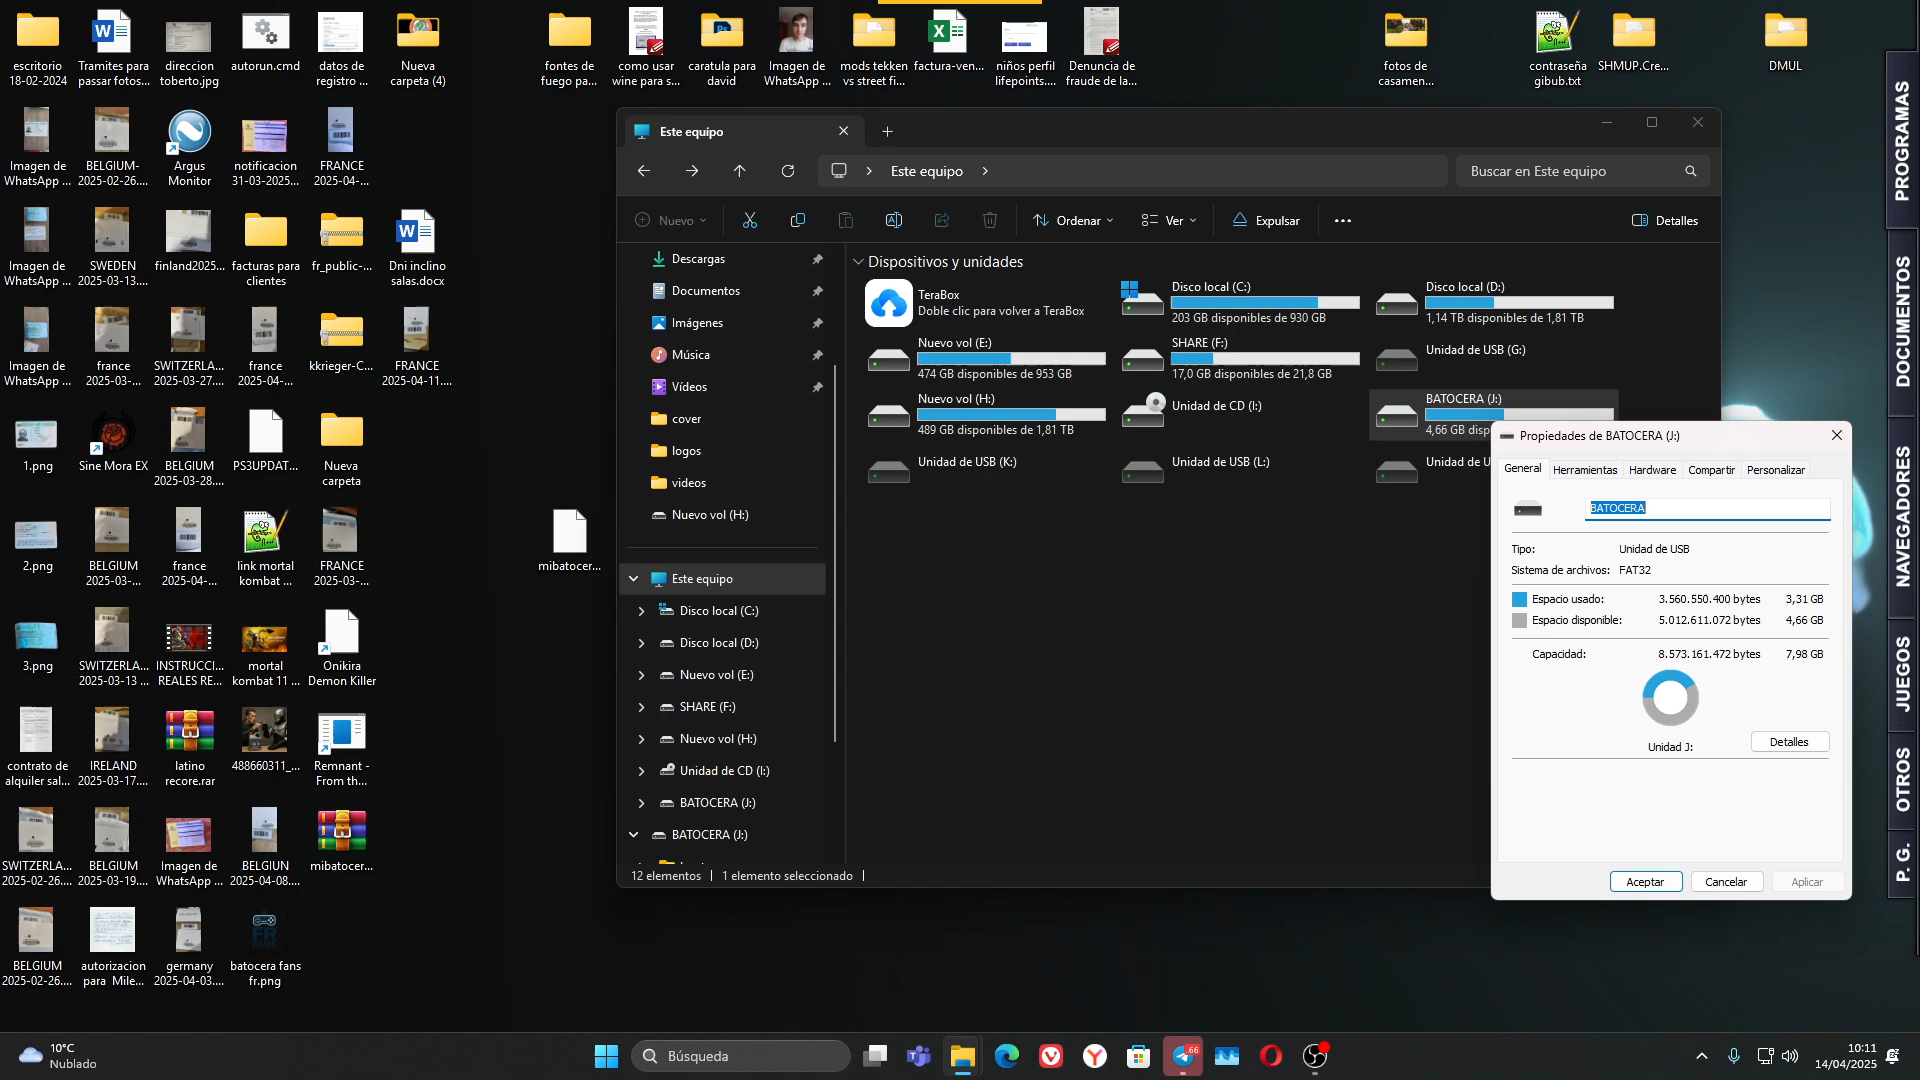 escritorio
18-02-2024
Tramites para
passar fotos...
direccion
toberto.jpg
autorun.cmd
datos de
registro ...
Nueva
carpeta (4)
fontes de
fuego pa...
como usar
wine para s...
caratula para
david
Imagen de
WhatsApp ...
mods tekken
vs street fi...
factura-ven...
niños perfil
lifepoints....
Denuncia de
fraude de la...
fotos de
casamen...
contraseña
gibub.txt
SHMUP.Cre...
DMUL
Imagen de
WhatsApp ...
BELGIUM-
2025-02-26....
Argus
Monitor
notificacion
31-03-2025...
FRANCE
2025-04-...
Imagen de
WhatsApp ...
SWEDEN
2025-03-13....
finland2025...
facturas para
clientes
fr_public-...
Dni inclino
salas.docx
Imagen de
WhatsApp ...
france
2025-03-...
SWITZERLA...
2025-03-27....
france
2025-04-...
kkrieger-C...
FRANCE
2025-04-11....
1.png
Sine Mora EX
BELGIUM
2025-03-28....
PS3UPDAT...
Nueva
carpeta
2.png
BELGIUM
2025-03-...
france
2025-04-...
link mortal
kombat ...
FRANCE
2025-03-...
mibatocer...
3.png
SWITZERLA...
2025-03-13 ...
INSTRUCCI...
REALES RE...
mortal
kombat 11 ...
Onikira
Demon Killer
contrato de
alquiler sal...
IRELAND
2025-03-17....
latino
recore.rar
488660311_...
Remnant -
From th...
SWITZERLA...
2025-02-26....
BELGIUM
2025-03-19....
Imagen de
WhatsApp ...
BELGIUN
2025-04-08....
mibatocer...
BELGIUM
2025-02-26....
autorizacion
para Mile...
germany
2025-04-03....
batocera fans
fr.png
Este equipo
Este equipo
Buscar en Este equipo
Nuevo
Ordenar
Ver
Expulsar
Detalles
Descargas
Documentos
Imágenes
Música
Vídeos
cover
logos
videos
Nuevo vol (H:)
Este equipo
Disco local (C:)
Disco local (D:)
Nuevo vol (E:)
SHARE (F:)
Nuevo vol (H:)
Unidad de CD (I:)
BATOCERA (J:)
BATOCERA (J:)
Dispositivos y unidades
TeraBox
Doble clic para volver a TeraBox
Disco local (C:)
203 GB disponibles de 930 GB
Disco local (D:)
1,14 TB disponibles de 1,81 TB
Nuevo vol (E:)
474 GB disponibles de 953 GB
SHARE (F:)
17,0 GB disponibles de 21,8 GB
Unidad de USB (G:)
Nuevo vol (H:)
489 GB disponibles de 1,81 TB
Unidad de CD (I:)
BATOCERA (J:)
4,66 GB disp
Unidad de USB (K:)
Unidad de USB (L:)
Unidad de U
12 elementos
1 elemento seleccionado
Propiedades de BATOCERA (J:)
General
Herramientas
Hardware
Compartir
Personalizar
BATOCERA
Tipo: Unidad de USB
Sistema de archivos: FAT32
Espacio usado: 3.560.550.400 bytes 3,31 GB
Espacio disponible: 5.012.611.072 bytes 4,66 GB
Capacidad: 8.573.161.472 bytes 7,98 GB
Unidad J:
Detalles
Aceptar
Cancelar
Aplicar
PROGRAMAS
DOCUMENTOS
NAVEGADORES
JUEGOS
OTROS
P. G.
10°C
Nublado
Búsqueda
66
10:11
14/04/2025